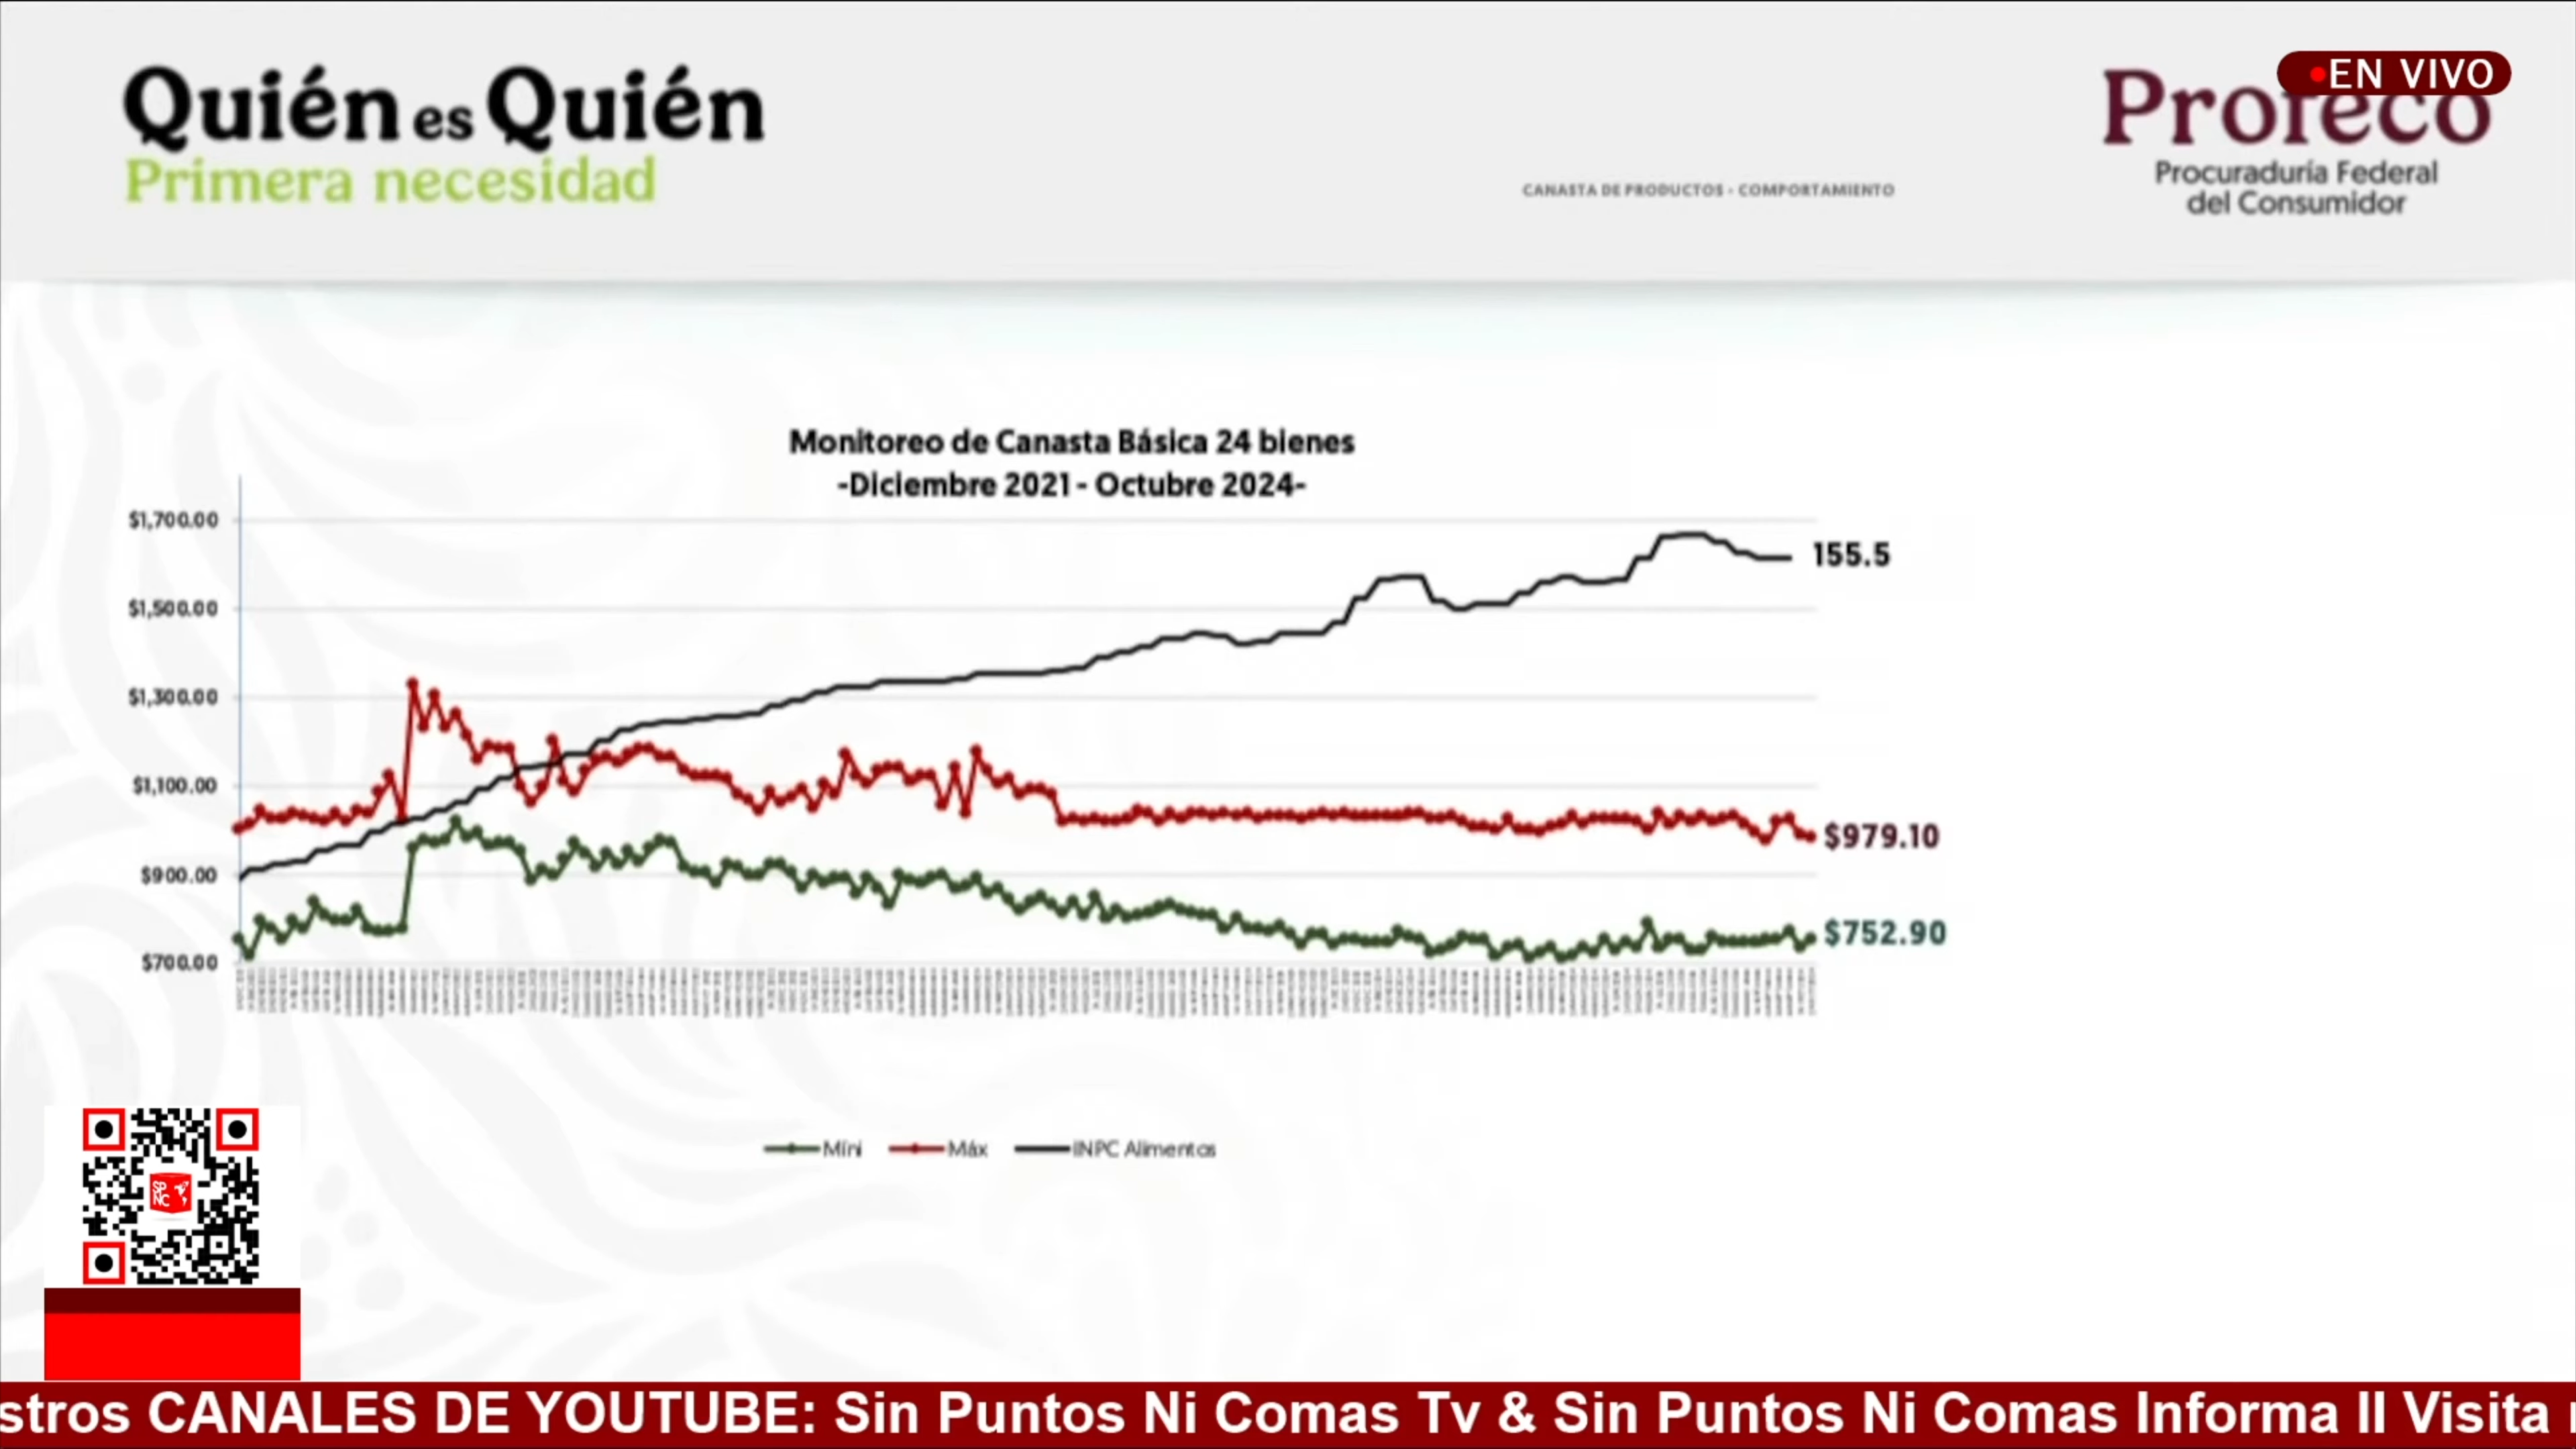 Quién es Quién
Primera necesidad
EN VIVO
Profeco
Procuraduría Federal
del Consumidor
CANASTA DE PRODUCTOS - COMPORTAMIENTO
Monitoreo de Canasta Básica 24 bienes
-Diciembre 2021 - Octubre 2024-
$1,700.00
$1,500.00
$1,300.00
$1,100.00
$900.00
$700.00
155.5
$979.10
$752.90
Míni
Máx
INPC Alimentos
SP
NC
stros CANALES DE YOUTUBE: Sin Puntos Ni Comas Tv & Sin Puntos Ni Comas Informa II Visita